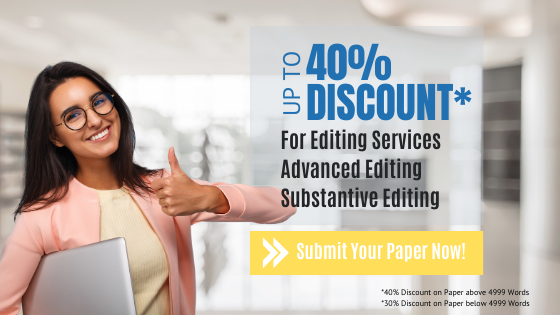 UP TO
40%
DISCOUNT*
For Editing Services
Advanced Editing
Substantive Editing
Submit Your Paper Now!
*40% Discount on Paper above 4999 Words
*30% Discount on Paper below 4999 Words